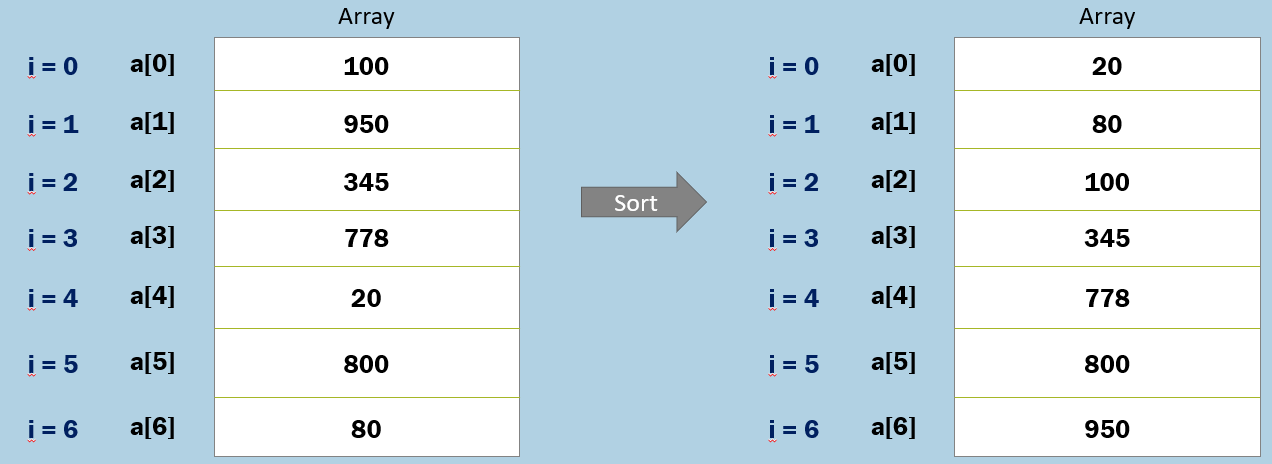 Array Array
i = 0 a[0] 100 i = 0 a[0] 20
i = 1 a[1] 950 i = 1 a[1] 80
i = 2 a[2] 345 i = 2 a[2] 100
Sort
i = 3 a[3] 778 i = 3 a[3] 345
i = 4 a[4] 20 i = 4 a[4] 778
i = 5 a[5] 800 i = 5 a[5] 800
i = 6 a[6] 80 i = 6 a[6] 950